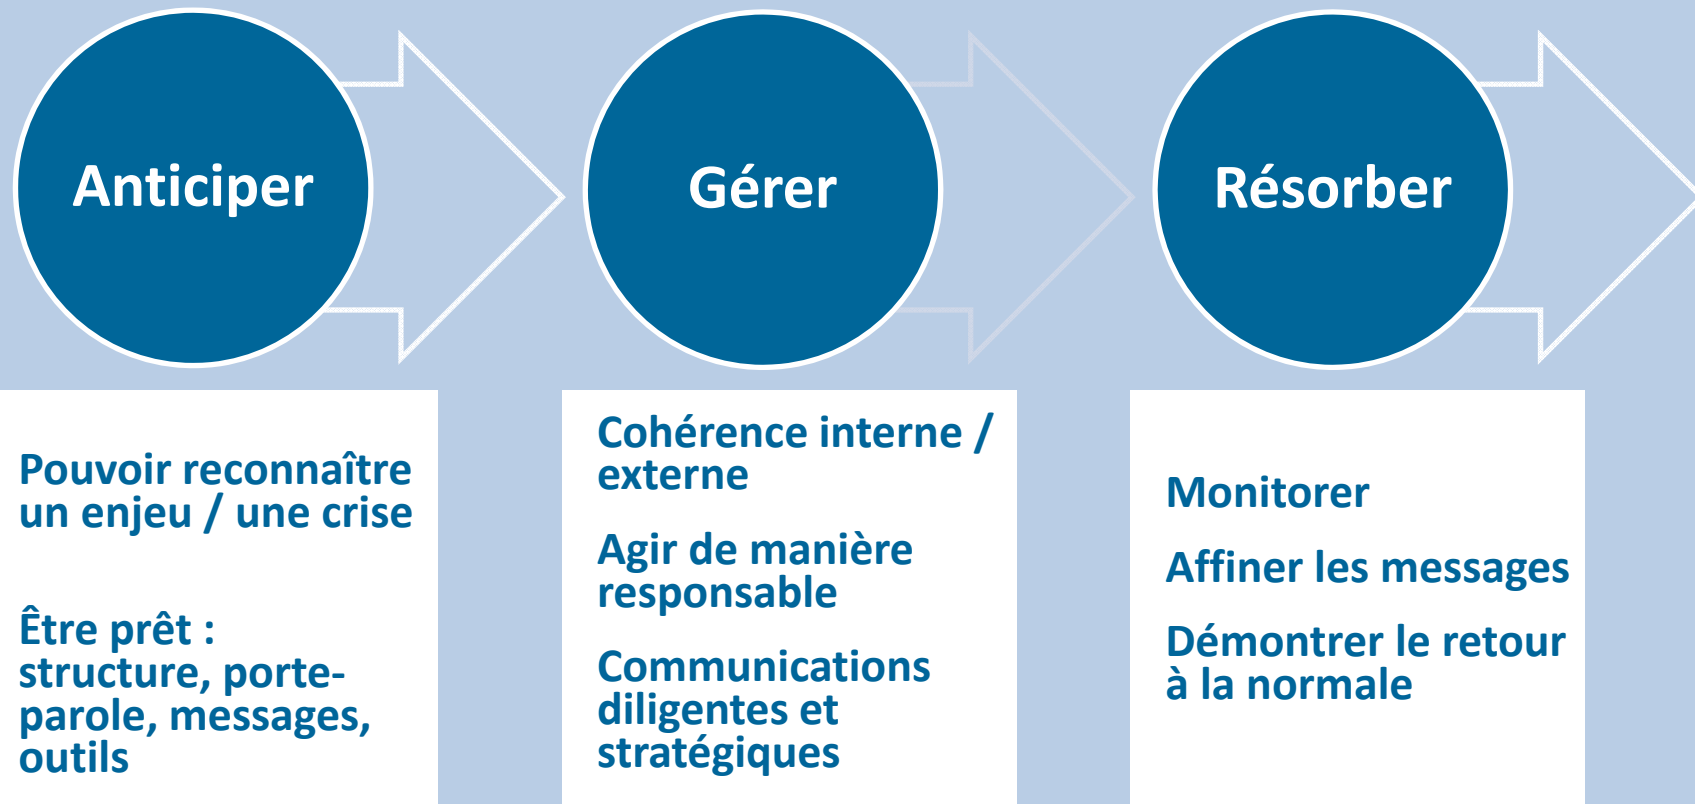 Anticiper
Gérer
Résorber
Pouvoir reconnaître
un enjeu / une crise
Être prêt :
structure, porte-
parole, messages,
outils
Cohérence interne /
externe
Agir de manière
responsable
Communications
diligentes et
stratégiques
Monitorer
Affiner les messages
Démontrer le retour
à la normale